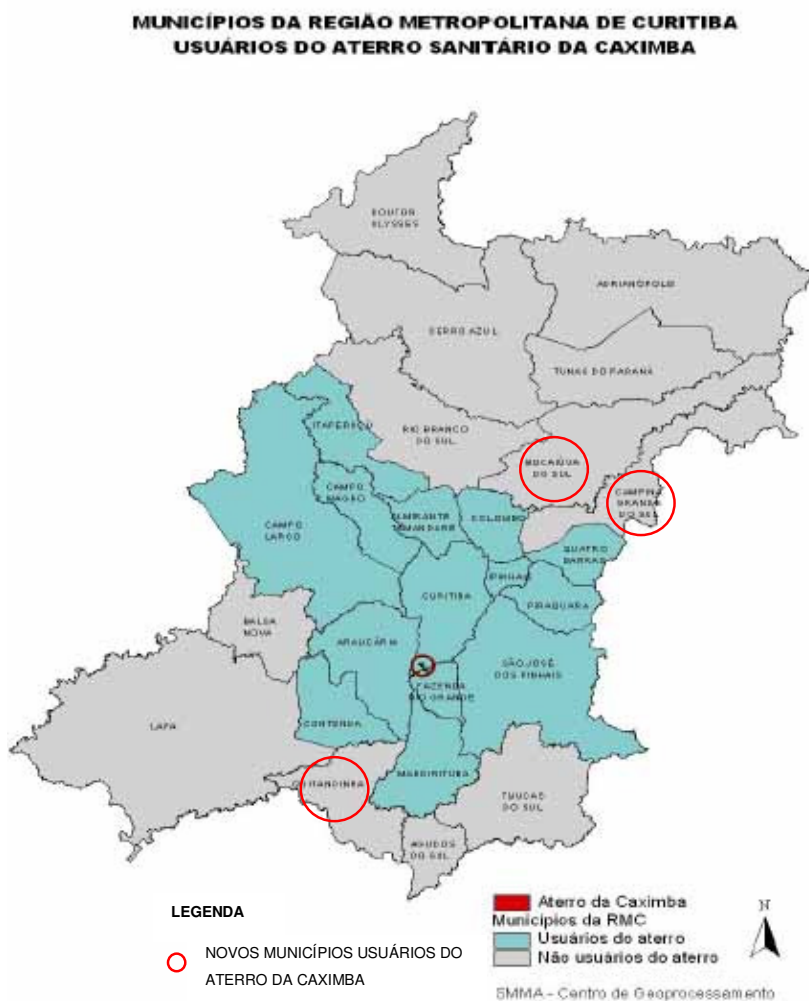 MUNICÍPIOS DA REGIÃO METROPOLITANA DE CURITIBA
USUÁRIOS DO ATERRO SANITÁRIO DA CAXIMBA
DOUTOR
ULYSSES
ADRIANÓPOLIS
SERRO AZUL
TUNAS DO PARANÁ
ITAPERUÇU
RIO BRANCO
DO SUL
BOCAIÚVA
DO SUL
CAMPO
MAGRO
CAMPINA
GRANDE
DO SUL
ALMIRANTE
TAMANDARÉ
COLOMBO
CAMPO
LARGO
QUATRO
BARRAS
PINHAIS
CURITIBA
PIRAQUARA
BALSA
NOVA
ARAUCÁRIA
SÃO JOSÉ
DOS PINHAIS
FAZENDA
RIO GRANDE
LAPA
CONTENDA
MANDIRITUBA
QUITANDINHA
TIJUCAS
DO SUL
AGUDOS
DO SUL
LEGENDA
NOVOS MUNICÍPIOS USUÁRIOS DO
ATERRO DA CAXIMBA
Aterro da Caximba
Municípios da RMC
Usuários do aterro
Não usuários do aterro
N
SMMA - Centro de Geoprocessamento